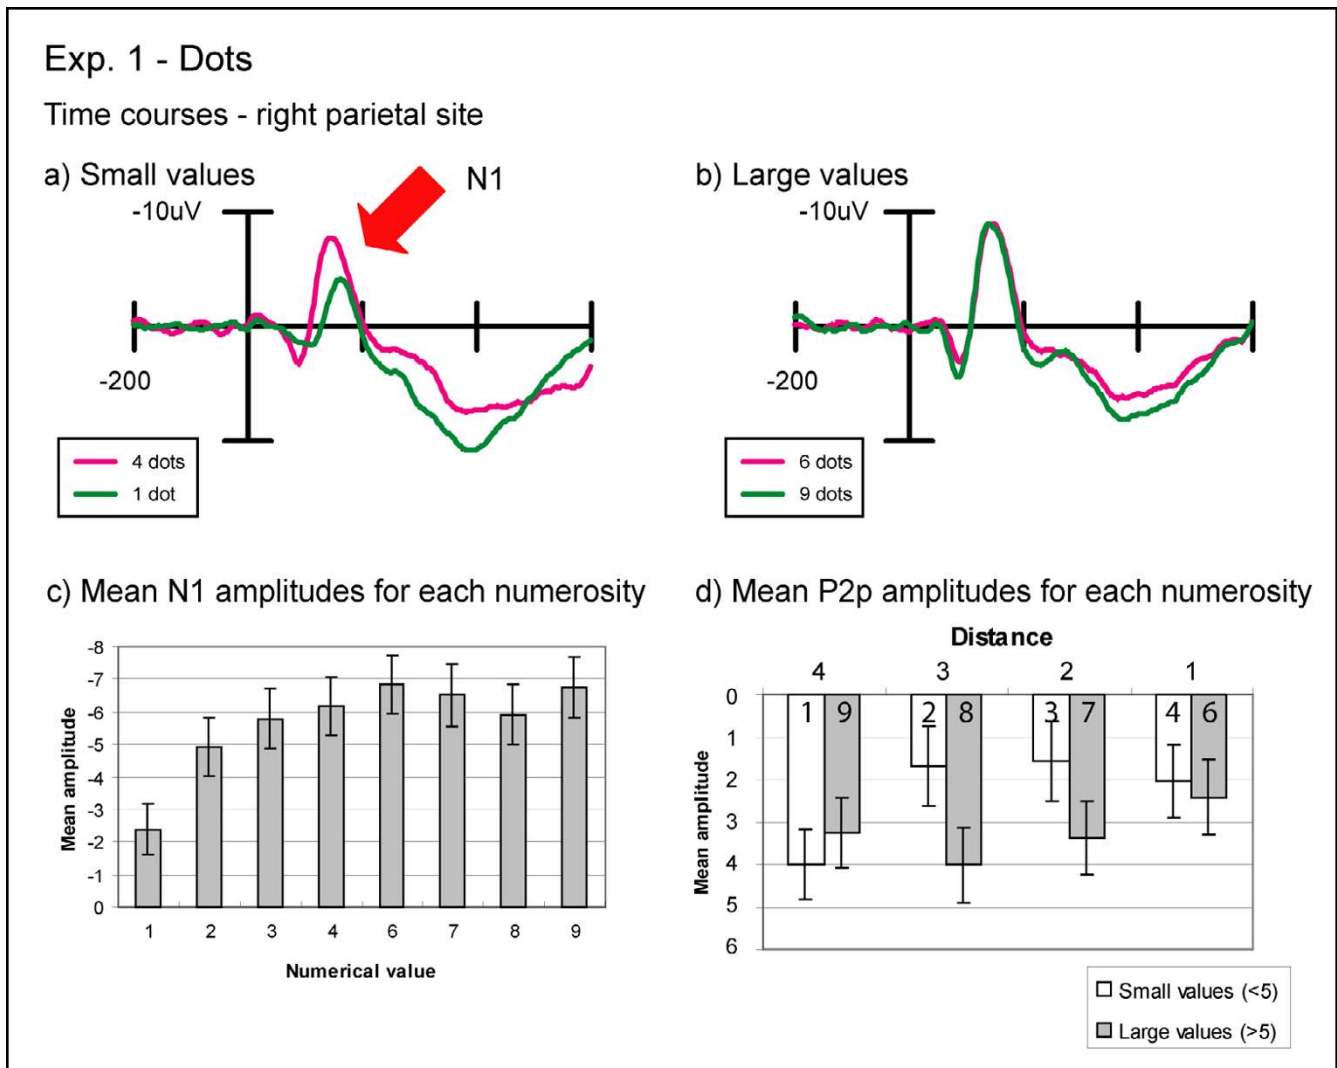 Exp. 1 - Dots
Time courses - right parietal site
a) Small values
N1
-10uV
-200
4 dots
1 dot
b) Large values
-10uV
-200
6 dots
9 dots
c) Mean N1 amplitudes for each numerosity
Mean amplitude
-8
-7
-6
-5
-4
-3
-2
-1
0
1 2 3 4 6 7 8 9
Numerical value
d) Mean P2p amplitudes for each numerosity
Distance
4 3 2 1
Mean amplitude
0
1
2
3
4
5
6
1 9 2 8 3 7 4 6
Small values (<5)
Large values (>5)